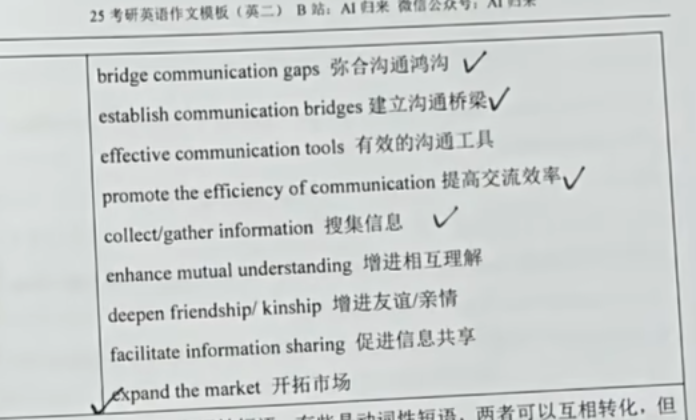 25 考研英语作文模板（英二） B 站：AI 归来 微信公众号：AI 归来
bridge communication gaps 弥合沟通鸿沟
establish communication bridges 建立沟通桥梁
effective communication tools 有效的沟通工具
promote the efficiency of communication 提高交流效率
collect/gather information 搜集信息
enhance mutual understanding 增进相互理解
deepen friendship/ kinship 增进友谊/亲情
facilitate information sharing 促进信息共享
expand the market 开拓市场
有些是动词性短语，两者可以互相转化，但